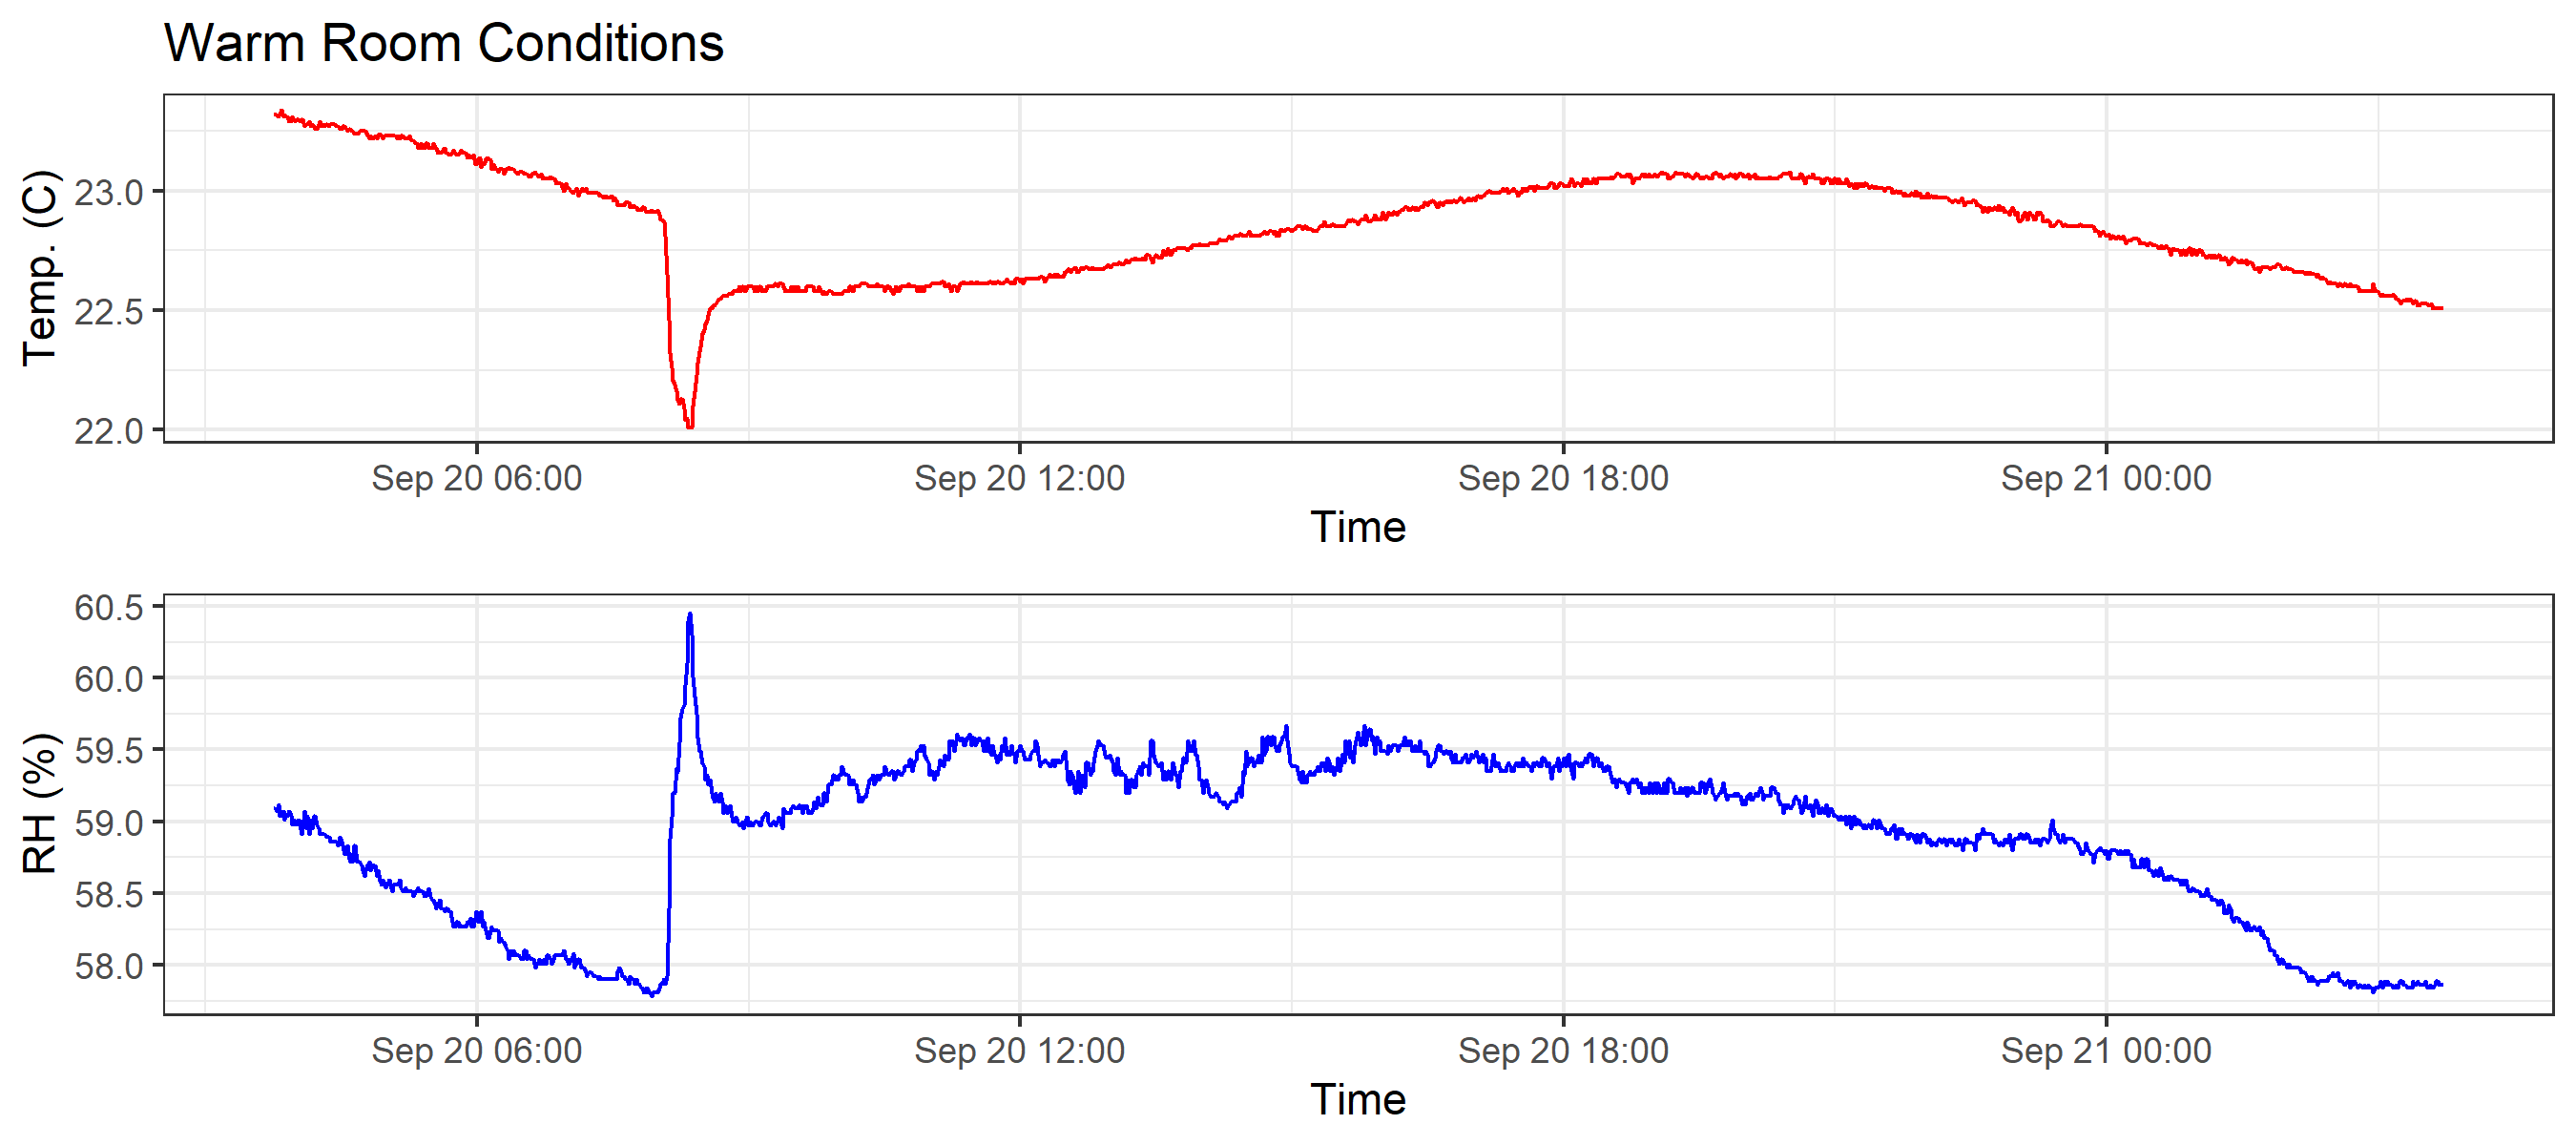 Warm Room Conditions
Temp. (C)
23.0
22.5
22.0
Sep 20 06:00 Sep 20 12:00 Sep 20 18:00 Sep 21 00:00
Time
RH (%)
60.5
60.0
59.5
59.0
58.5
58.0
Sep 20 06:00 Sep 20 12:00 Sep 20 18:00 Sep 21 00:00
Time